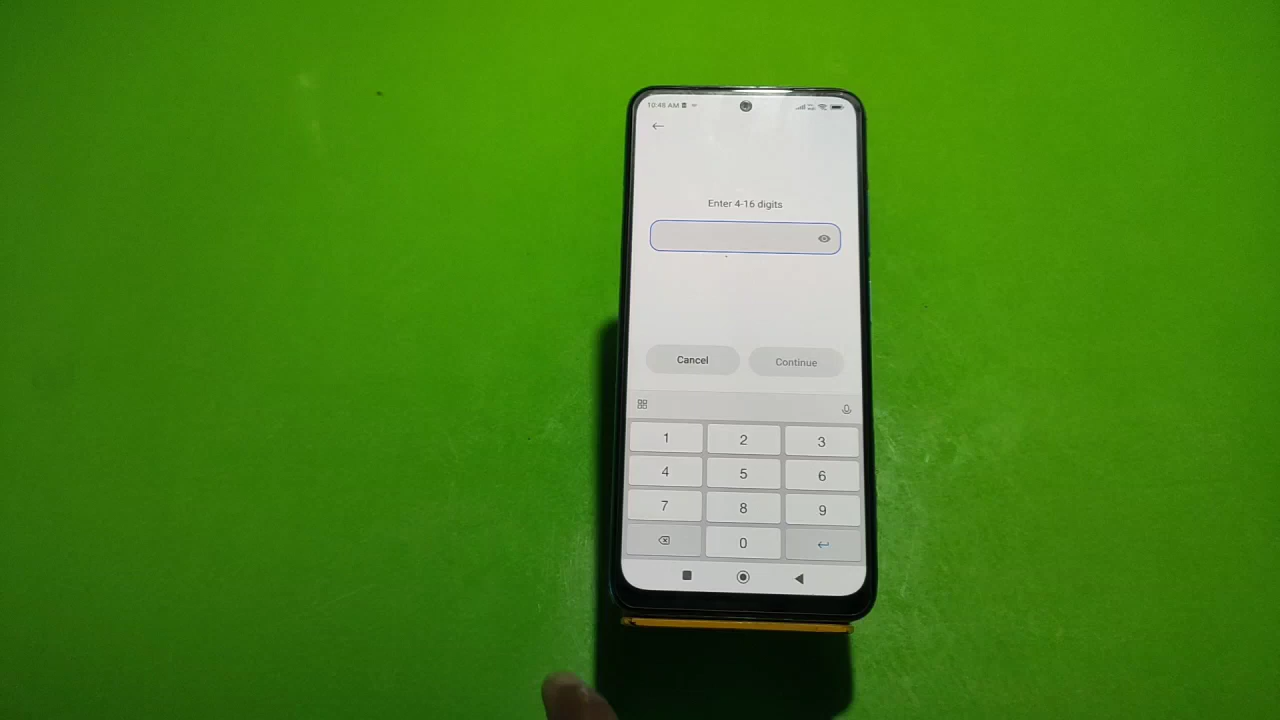 10:48 AM
Enter 4-16 digits
Cancel Continue
1 2 3
4 5 6
7 8 9
0